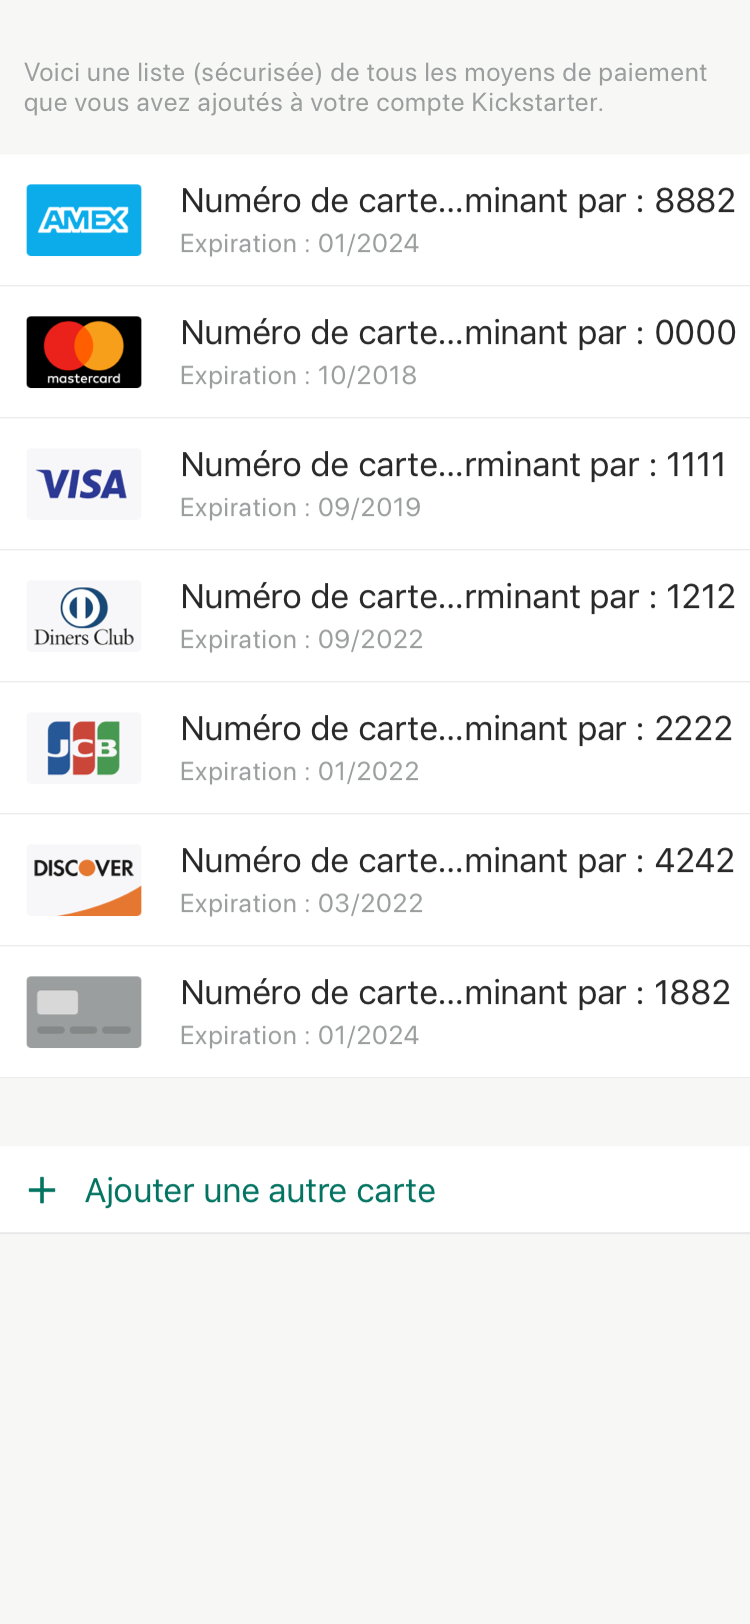 Voici une liste (sécurisée) de tous les moyens de paiement
que vous avez ajoutés à votre compte Kickstarter.
AMEX
Numéro de carte...minant par : 8882
Expiration : 01/2024
mastercard
Numéro de carte...minant par : 0000
Expiration : 10/2018
VISA
Numéro de carte...rminant par : 1111
Expiration : 09/2019
Diners Club
Numéro de carte...rminant par : 1212
Expiration : 09/2022
JCB
Numéro de carte...minant par : 2222
Expiration : 01/2022
DISCOVER
Numéro de carte...minant par : 4242
Expiration : 03/2022
Numéro de carte...minant par : 1882
Expiration : 01/2024
+ Ajouter une autre carte